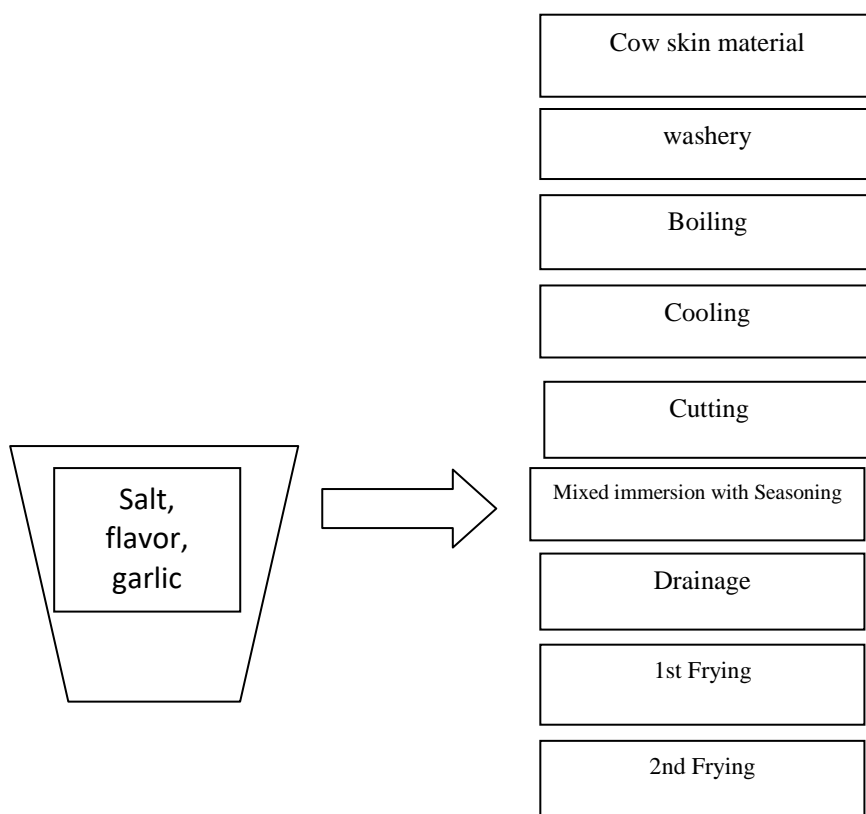 Cow skin material
washery
Boiling
Cooling
Cutting
Salt,
flavor,
garlic
Mixed immersion with Seasoning
Drainage
1st Frying
2nd Frying